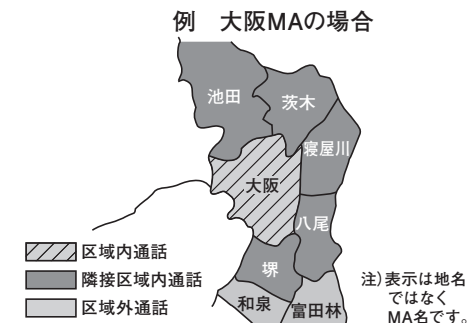 例　大阪MAの場合
池田
茨木
寝屋川
大阪
八尾
区域内通話
隣接区域内通話
堺
注）表示は地名
ではなく
MA名です。
区域外通話
和泉
富田林